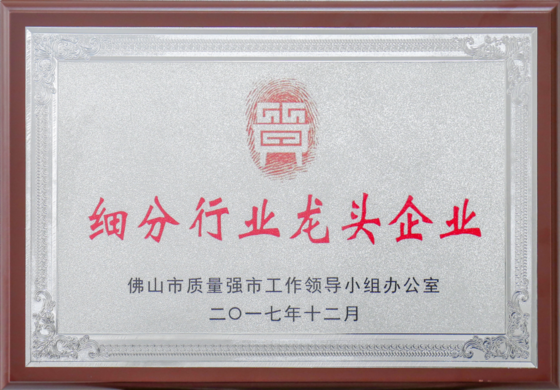 细分行业龙头企业
佛山市质量强市工作领导小组办公室
二〇一七年十二月